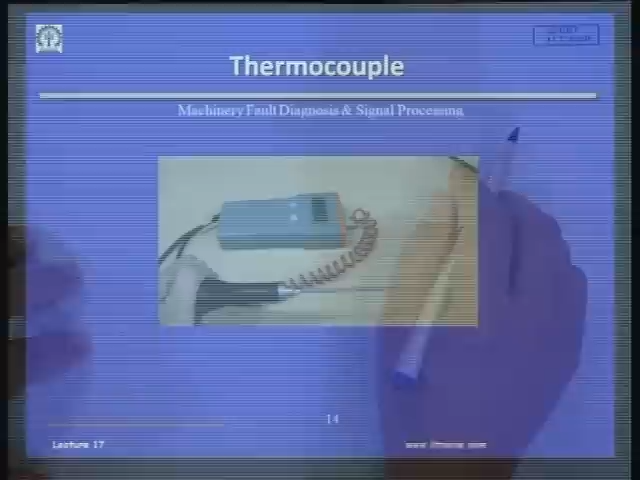 Thermocouple
Machinery Fault Diagnosis & Signal Processing
14
Lecture 17